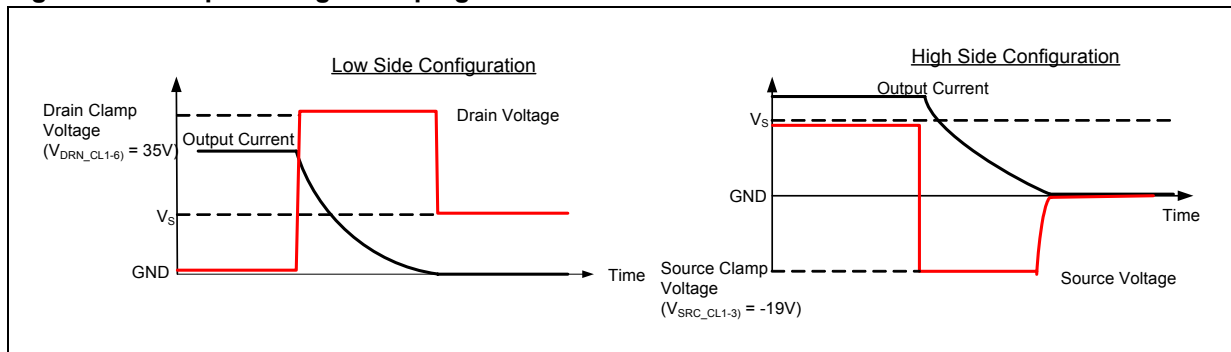 Low Side Configuration
Drain Clamp
Voltage
(VDRN_CL1-6) = 35V)
Output Current
Drain Voltage
VS
GND
Time
High Side Configuration
Output Current
VS
GND
Time
Source Clamp
Voltage
(VSRC_CL1-3) = -19V)
Source Voltage